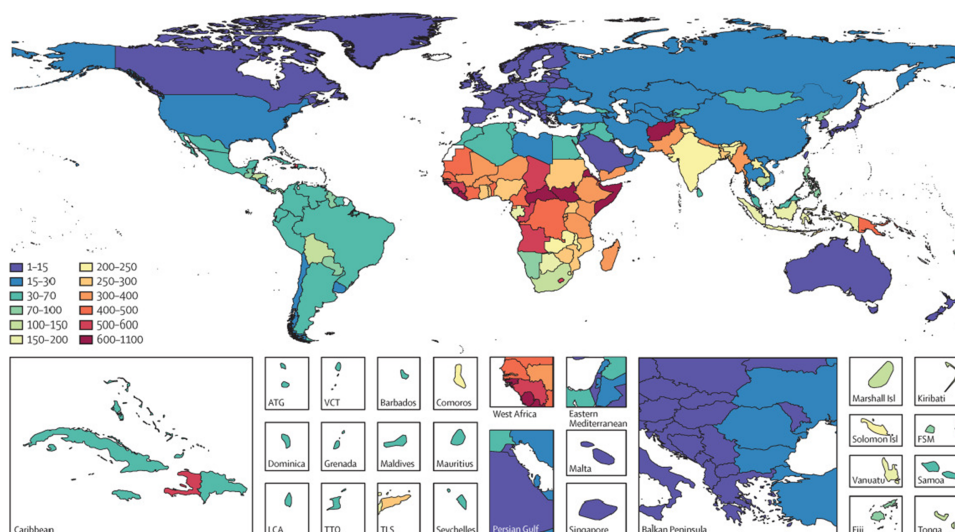 1–15
15–30
30–70
70–100
100–150
150–200
200–250
250–300
300–400
400–500
500–600
600–1100
Caribbean
ATG
VCT
Barbados
Comoros
Dominica
Grenada
Maldives
Mauritius
LCA
TTO
TLS
Seychelles
West Africa
Eastern
Mediterranean
Persian Gulf
Malta
Singapore
Balkan Peninsula
Marshall Isl
Kiribati
Solomon Isl
FSM
Vanuatu
Samoa
Fiji
Tonga